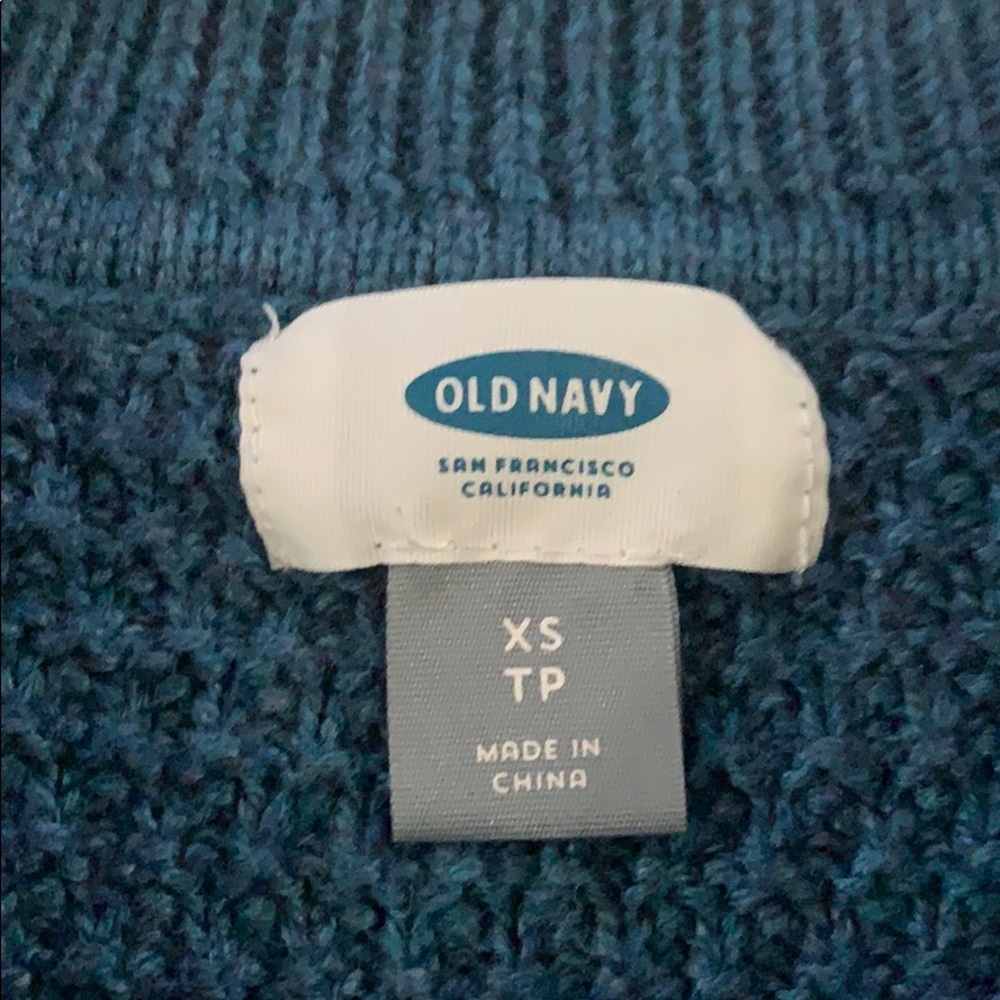 OLD NAVY
SAN FRANCISCO
CALIFORNIA
XS
TP
MADE IN
CHINA